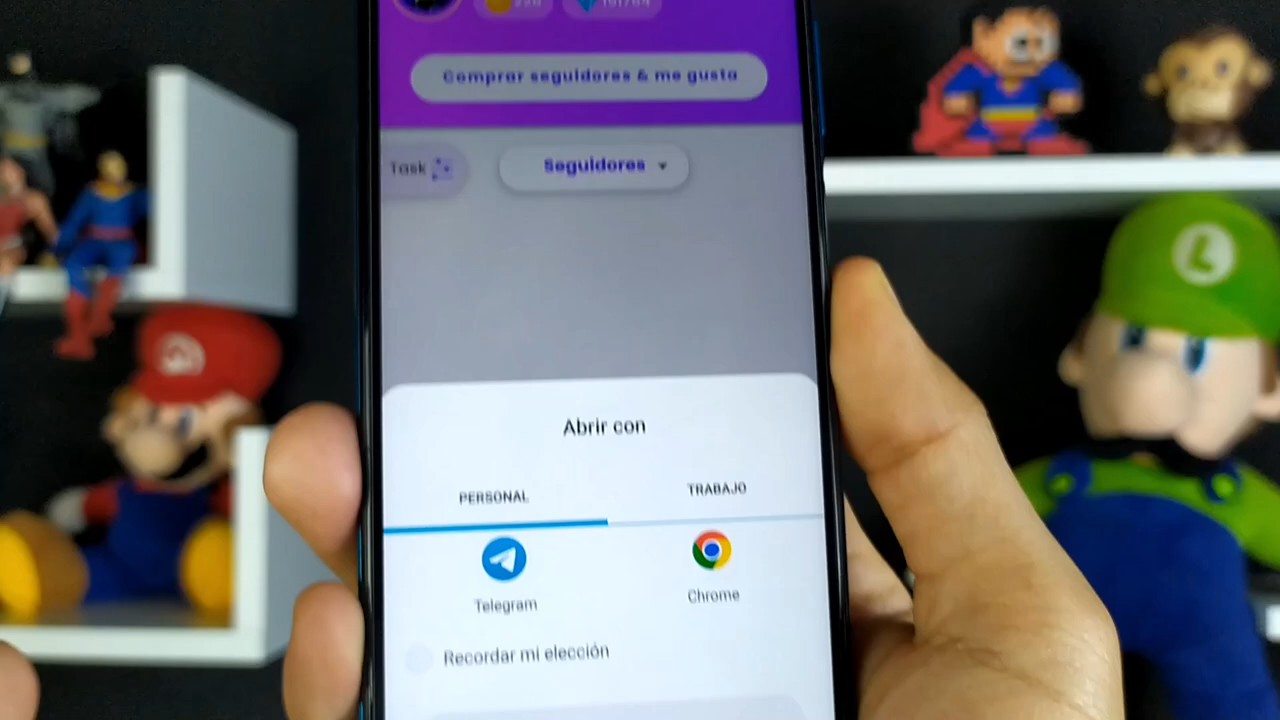 Comprar seguidores & me gusta
Task
Seguidores
Abrir con
PERSONAL
TRABAJO
Telegram
Chrome
Recordar mi elección
L